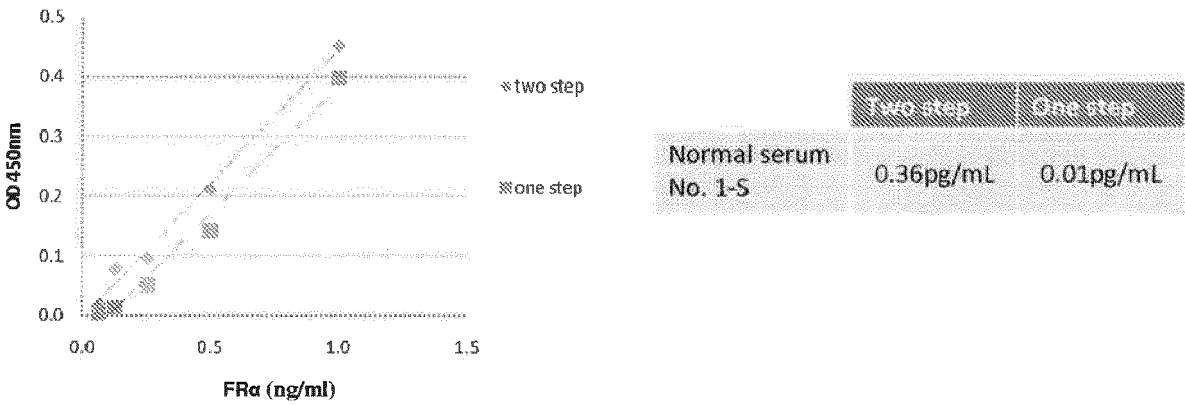 0.5
0.4
0.3
0.2
0.1
0.0
OD450nm
0.0 0.5 1.0 1.5
FRα (ng/ml)
two step
one step
Two step One step
Normal serum
No. 1-S
0.36pg/mL 0.01pg/mL